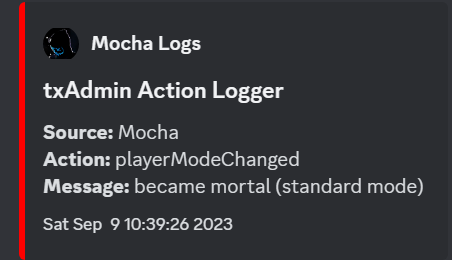 Mocha Logs
txAdmin Action Logger
Source: Mocha
Action: playerModeChanged
Message: became mortal (standard mode)
Sat Sep  9 10:39:26 2023